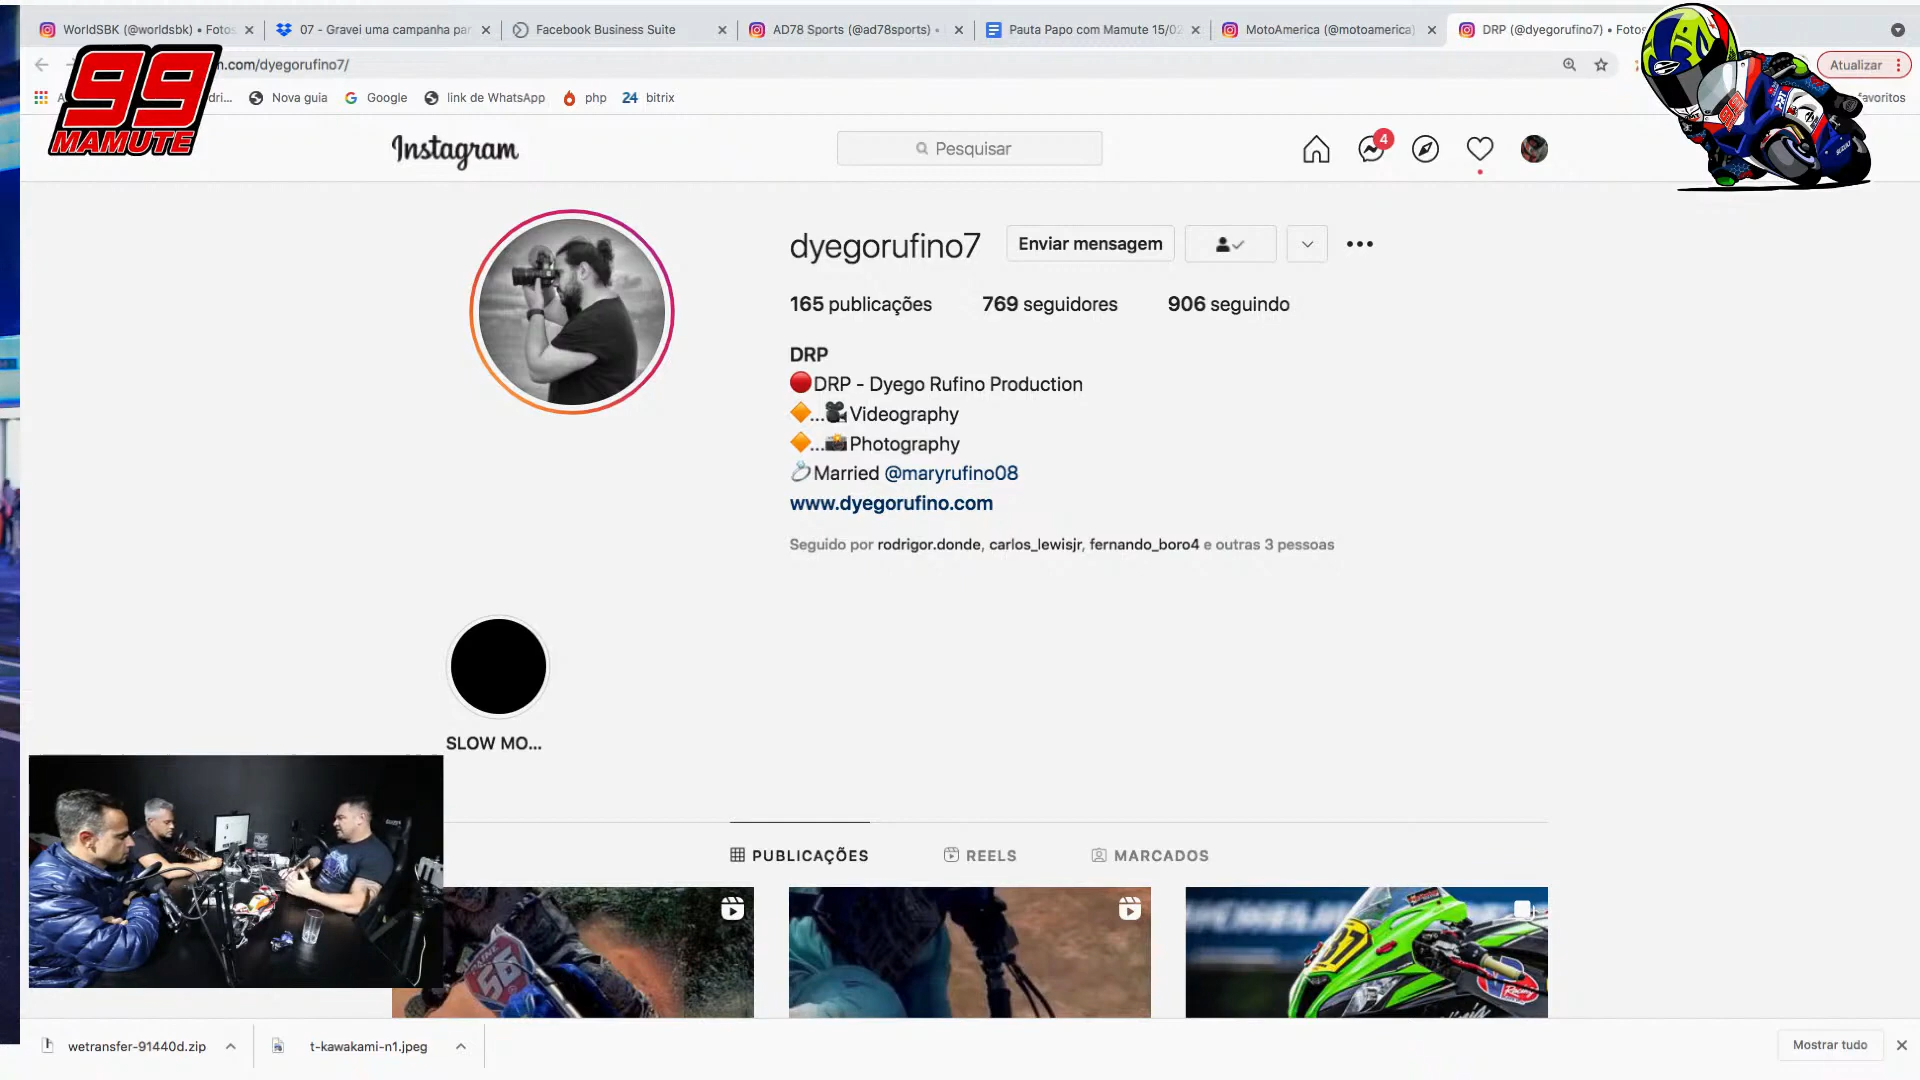 WorldSBK (@worldsbk) • Fotos
07 - Gravei uma campanha par
Facebook Business Suite
AD78 Sports (@ad78sports) •
Pauta Papo com Mamute 15/02
MotoAmerica (@motoamerica)
DRP (@dyegorufino7) • Fotos
.com/dyegorufino7/
Atualizar
99
MAMUTE
Nova guia
Google
link de WhatsApp
php
24 bitrix
favoritos
Instagram
Pesquisar
4
dyegorufino7
Enviar mensagem
165 publicações 769 seguidores 906 seguindo
DRP
🔴DRP - Dyego Rufino Production
🔶...🎥Videography
🔶...📸Photography
💍Married @maryrufino08
www.dyegorufino.com
Seguido por rodrigor.donde, carlos_lewisjr, fernando_boro4 e outras 3 pessoas
SLOW MO...
PUBLICAÇÕES
REELS
MARCADOS
56
37
Racing
wetransfer-91440d.zip
t-kawakami-n1.jpeg
Mostrar tudo